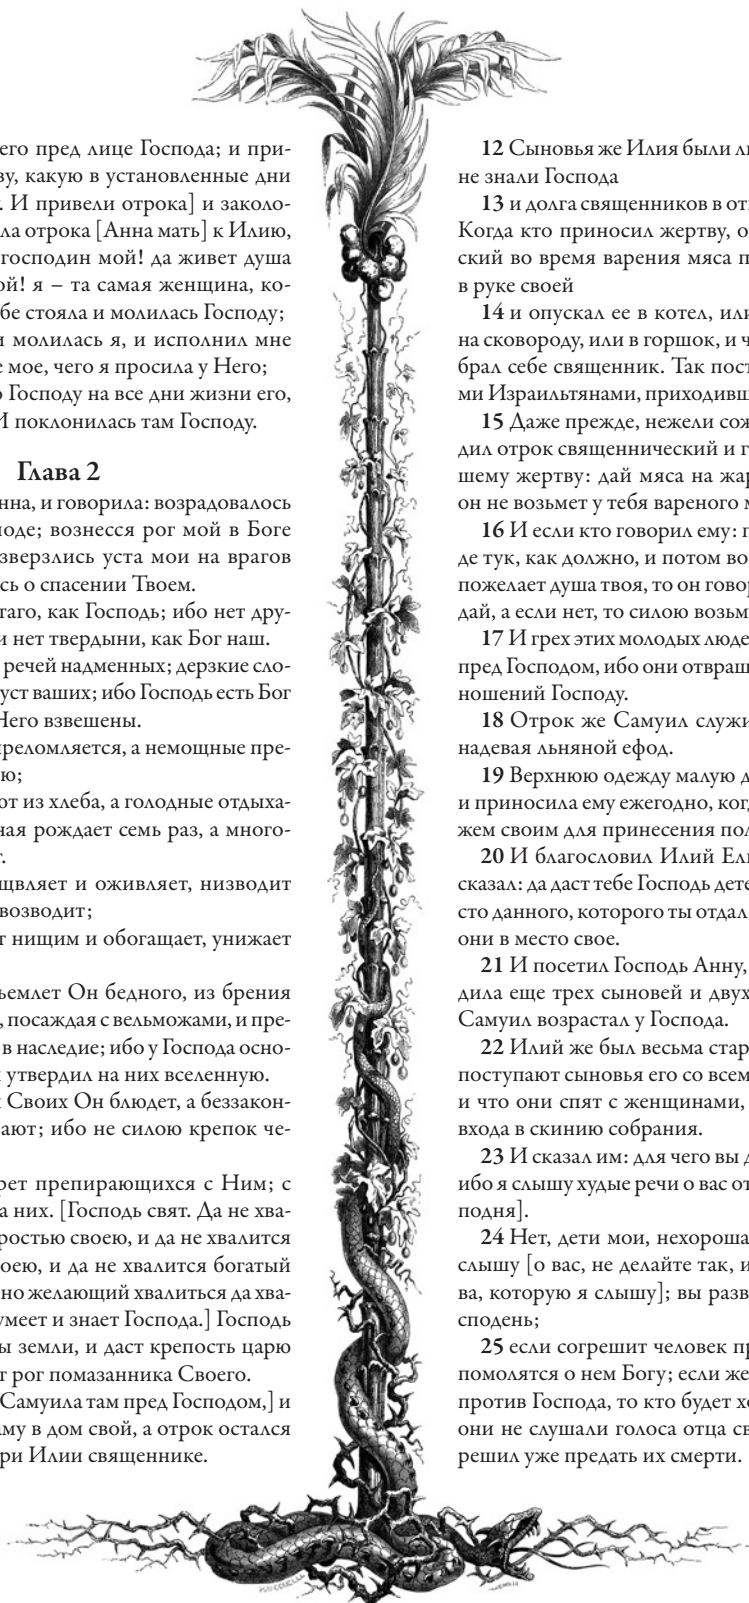 его пред лице Господа; и при-
ву, какую в установленные дни
. И привели отрока] и заколо-
ла отрока [Анна мать] к Илию,
господин мой! да живет душа
ой! я – та самая женщина, ко-
бе стояла и молилась Господу;
и молилась я, и исполнил мне
е мое, чего я просила у Него;
о Господу на все дни жизни его,
И поклонилась там Господу.
Глава 2
нна, и говорила: возрадовалось
оде; вознесся рог мой в Боге
зверзлись уста мои на врагов
сь о спасении Твоем.
таго, как Господь; ибо нет дру-
и нет твердыни, как Бог наш.
речей надменных; дерзкие сло-
уст ваших; ибо Господь есть Бог
Него взвешены.
преломляется, а немощные пре-
ю;
от из хлеба, а голодные отдыха-
ная рождает семь раз, а много-
т.
щвляет и оживляет, низводит
возводит;
т нищим и обогащает, унижает
ъемлет Он бедного, из брения
, посаждая с вельможами, и пре-
в наследие; ибо у Господа осно-
и утвердил на них вселенную.
и Своих Он блюдет, а беззакон-
ают; ибо не силою крепок че-
рет препирающихся с Ним; с
а них. [Господь свят. Да не хва-
ростью своею, и да не хвалится
оею, и да не хвалится богатый
но желающий хвалиться да хва-
умеет и знает Господа.] Господь
ы земли, и даст крепость царю
т рог помазанника Своего.
Самуила там пред Господом,] и
аму в дом свой, а отрок остался
ри Илии священнике.
12 Сыновья же Илия были л
не знали Господа
13 и долга священников в от
Когда кто приносил жертву, о
ский во время варения мяса п
в руке своей
14 и опускал ее в котел, или
на сковороду, или в горшок, и ч
брал себе священник. Так пост
ми Израильтянами, приходивш
15 Даже прежде, нежели сож
дил отрок священнический и г
шему жертву: дай мяса на жар
он не возьмет у тебя вареного м
16 И если кто говорил ему: п
де тук, как должно, и потом во
пожелает душа твоя, то он говор
дай, а если нет, то силою возьм
17 И грех этих молодых люде
пред Господом, ибо они отвращ
ношений Господу.
18 Отрок же Самуил служи
надевая льняной ефод.
19 Верхнюю одежду малую д
и приносила ему ежегодно, когд
жем своим для принесения пол
20 И благословил Илий Ел
сказал: да даст тебе Господь дете
сто данного, которого ты отдал
они в место свое.
21 И посетил Господь Анну,
дила еще трех сыновей и двух
Самуил возрастал у Господа.
22 Илий же был весьма стар
поступают сыновья его со всем
и что они спят с женщинами,
входа в скинию собрания.
23 И сказал им: для чего вы д
ибо я слышу худые речи о вас от
подня].
24 Нет, дети мои, нехороша
слышу [о вас, не делайте так, и
ва, которую я слышу]; вы разв
сподень;
25 если согрешит человек пр
помолятся о нем Богу; если же
против Господа, то кто будет хо
они не слушали голоса отца св
решил уже предать их смерти.